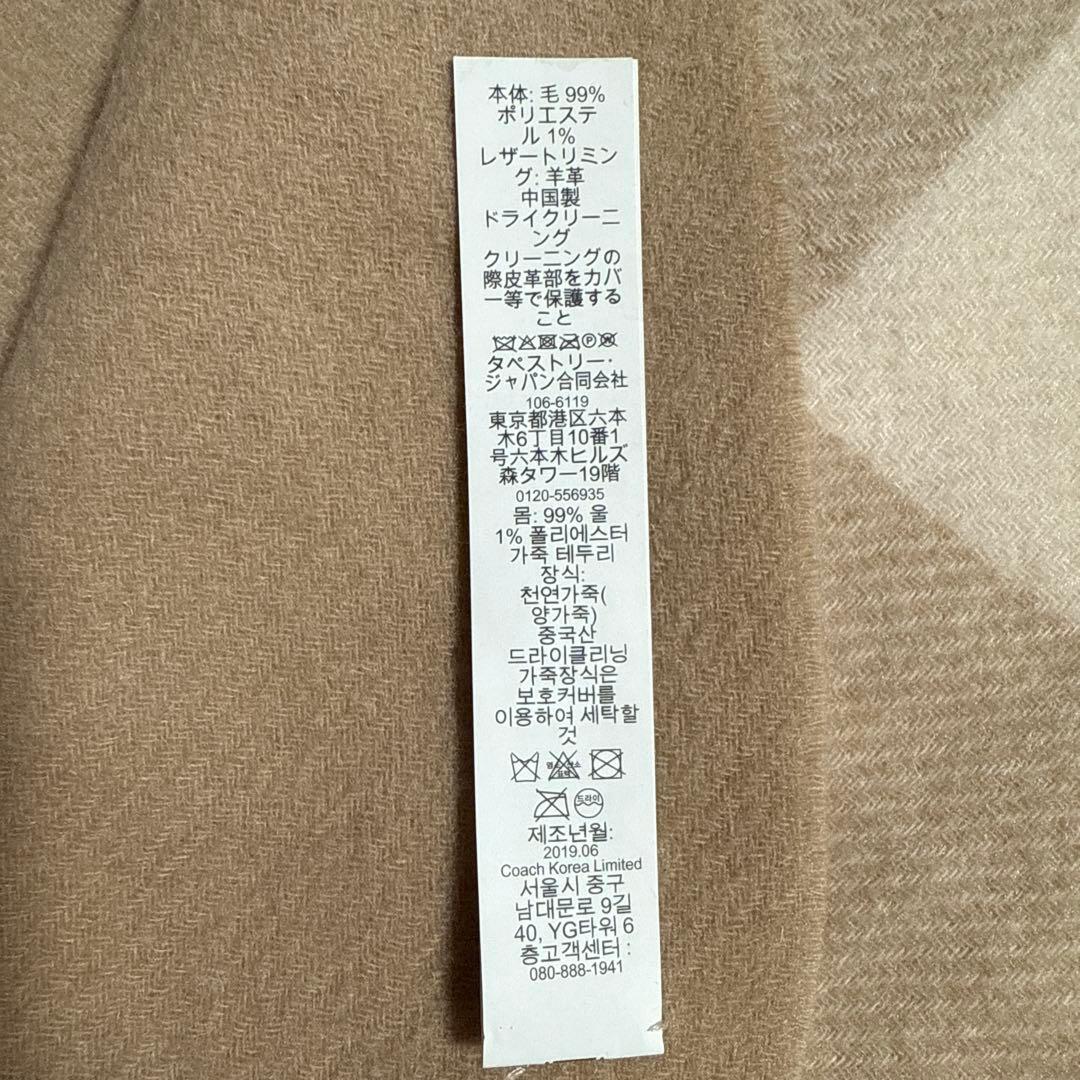 本体: 毛 99%
ポリエステ
ル 1%
レザートリミン
グ: 羊革
中国製
ドライクリーニ
ング
クリーニングの
際皮革部をカバ
ー等で保護する
こと
タペストリー・
ジャパン合同会社
106-6119
東京都港区六本
木6丁目10番1
号六本木ヒルズ
森タワー19階
0120-556935
몸: 99% 울
1% 폴리에스터
가죽 테두리
장식:
천연가죽(
양가죽)
중국산
드라이클리닝
가죽장식은
보호커버를
이용하여 세탁할
것
드라이
제조년월:
2019.06
Coach Korea Limited
서울시 중구
남대문로 9길
40, YG타워 6
층고객센터 :
080-888-1941